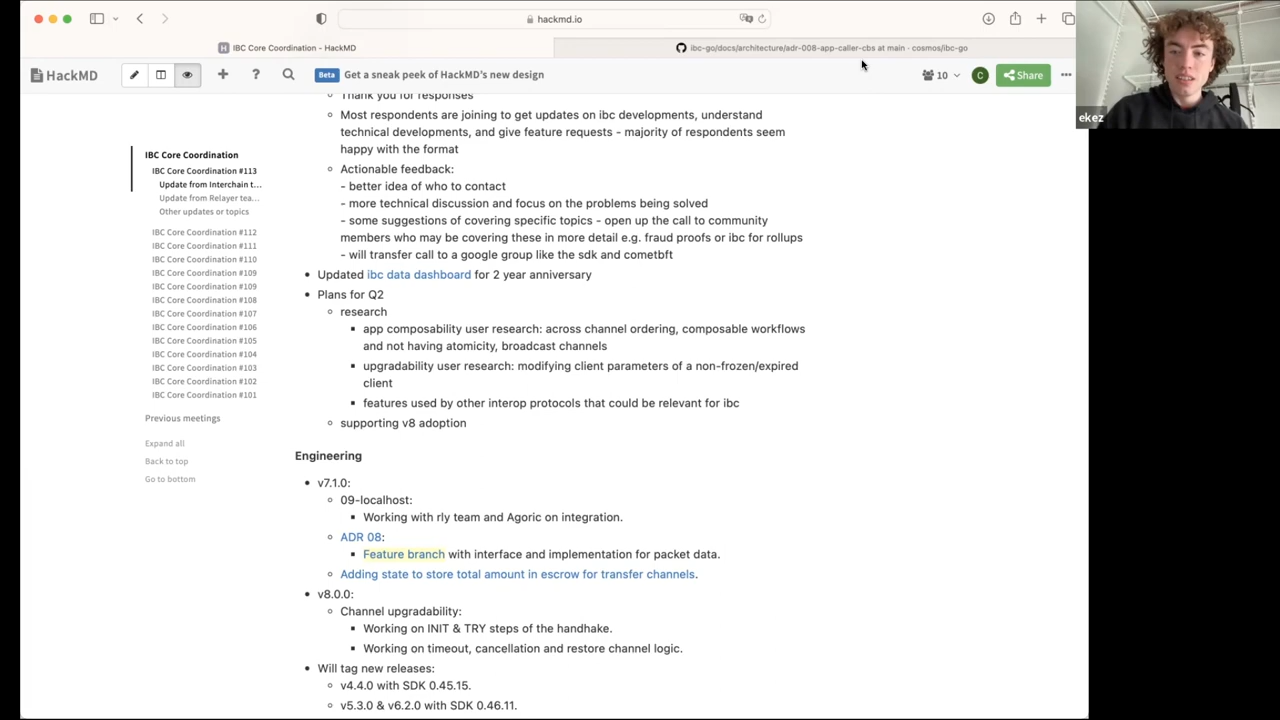 hackmd.io
IBC Core Coordination - HackMD
ibc-go/docs/architecture/adr-008-app-caller-cbs at main · cosmos/ibc-go
HackMD
Beta Get a sneak peek of HackMD's new design
10
C
Share
ekez
IBC Core Coordination
IBC Core Coordination #113
Update from Interchain t...
Update from Relayer tea...
Other updates or topics
IBC Core Coordination #112
IBC Core Coordination #111
IBC Core Coordination #110
IBC Core Coordination #109
IBC Core Coordination #109
IBC Core Coordination #108
IBC Core Coordination #107
IBC Core Coordination #106
IBC Core Coordination #105
IBC Core Coordination #104
IBC Core Coordination #103
IBC Core Coordination #102
IBC Core Coordination #101
Previous meetings
Expand all
Back to top
Go to bottom
Thank you for responses
Most respondents are joining to get updates on ibc developments, understand
technical developments, and give feature requests - majority of respondents seem
happy with the format
Actionable feedback:
- better idea of who to contact
- more technical discussion and focus on the problems being solved
- some suggestions of covering specific topics - open up the call to community
members who may be covering these in more detail e.g. fraud proofs or ibc for rollups
- will transfer call to a google group like the sdk and cometbft
Updated ibc data dashboard for 2 year anniversary
Plans for Q2
research
app composability user research: across channel ordering, composable workflows
and not having atomicity, broadcast channels
upgradability user research: modifying client parameters of a non-frozen/expired
client
features used by other interop protocols that could be relevant for ibc
supporting v8 adoption
Engineering
v7.1.0:
09-localhost:
Working with rly team and Agoric on integration.
ADR 08:
Feature branch with interface and implementation for packet data.
Adding state to store total amount in escrow for transfer channels.
v8.0.0:
Channel upgradability:
Working on INIT & TRY steps of the handhake.
Working on timeout, cancellation and restore channel logic.
Will tag new releases:
v4.4.0 with SDK 0.45.15.
v5.3.0 & v6.2.0 with SDK 0.46.11.